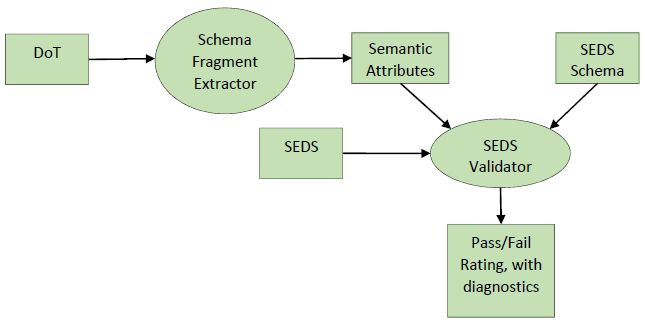 DoT
Schema
Fragment
Extractor
Semantic
Attributes
SEDS
Schema
SEDS
SEDS
Validator
Pass/Fail
Rating, with
diagnostics